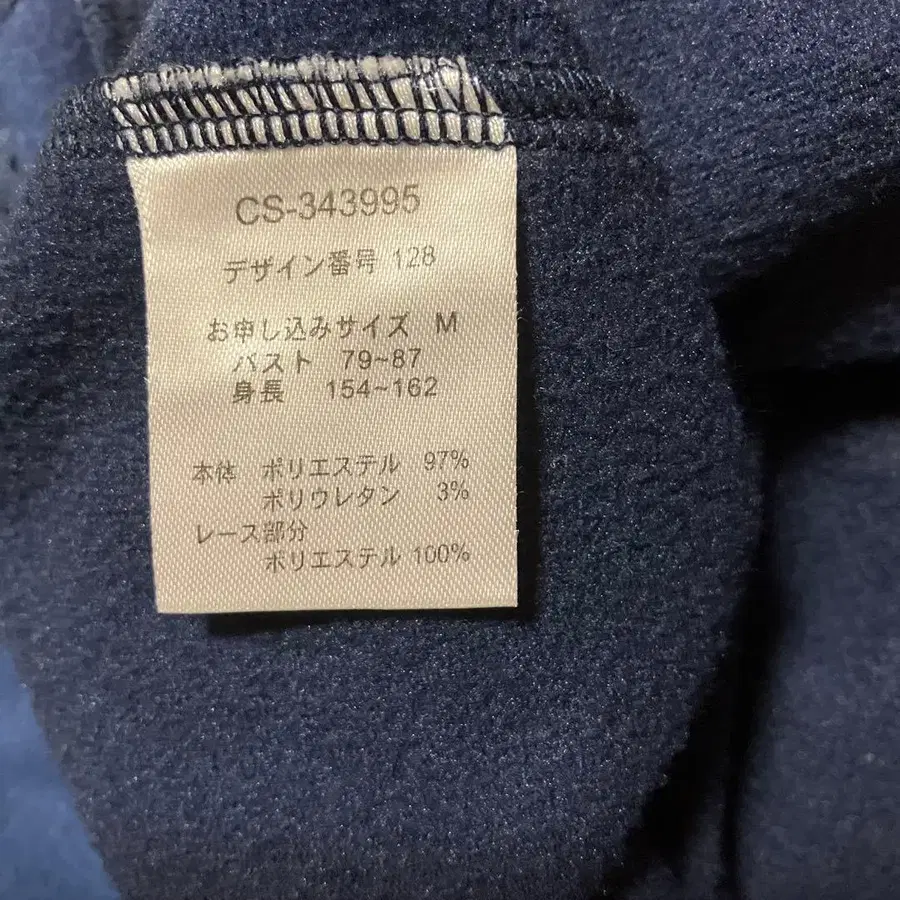 CS-343995
デザイン番号 128
お申し込みサイズ M
バスト 79~87
身長 154~162
本体 ポリエステル 97%
ポリウレタン 3%
レース部分
ポリエステル 100%